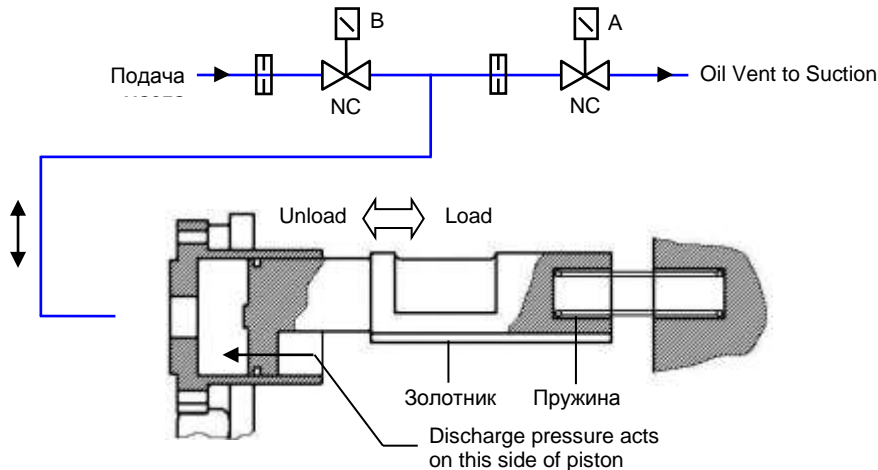 B
A
Подача
Oil Vent to Suction
NC
NC
Unload
Load
Золотник
Пружина
Discharge pressure acts
on this side of piston